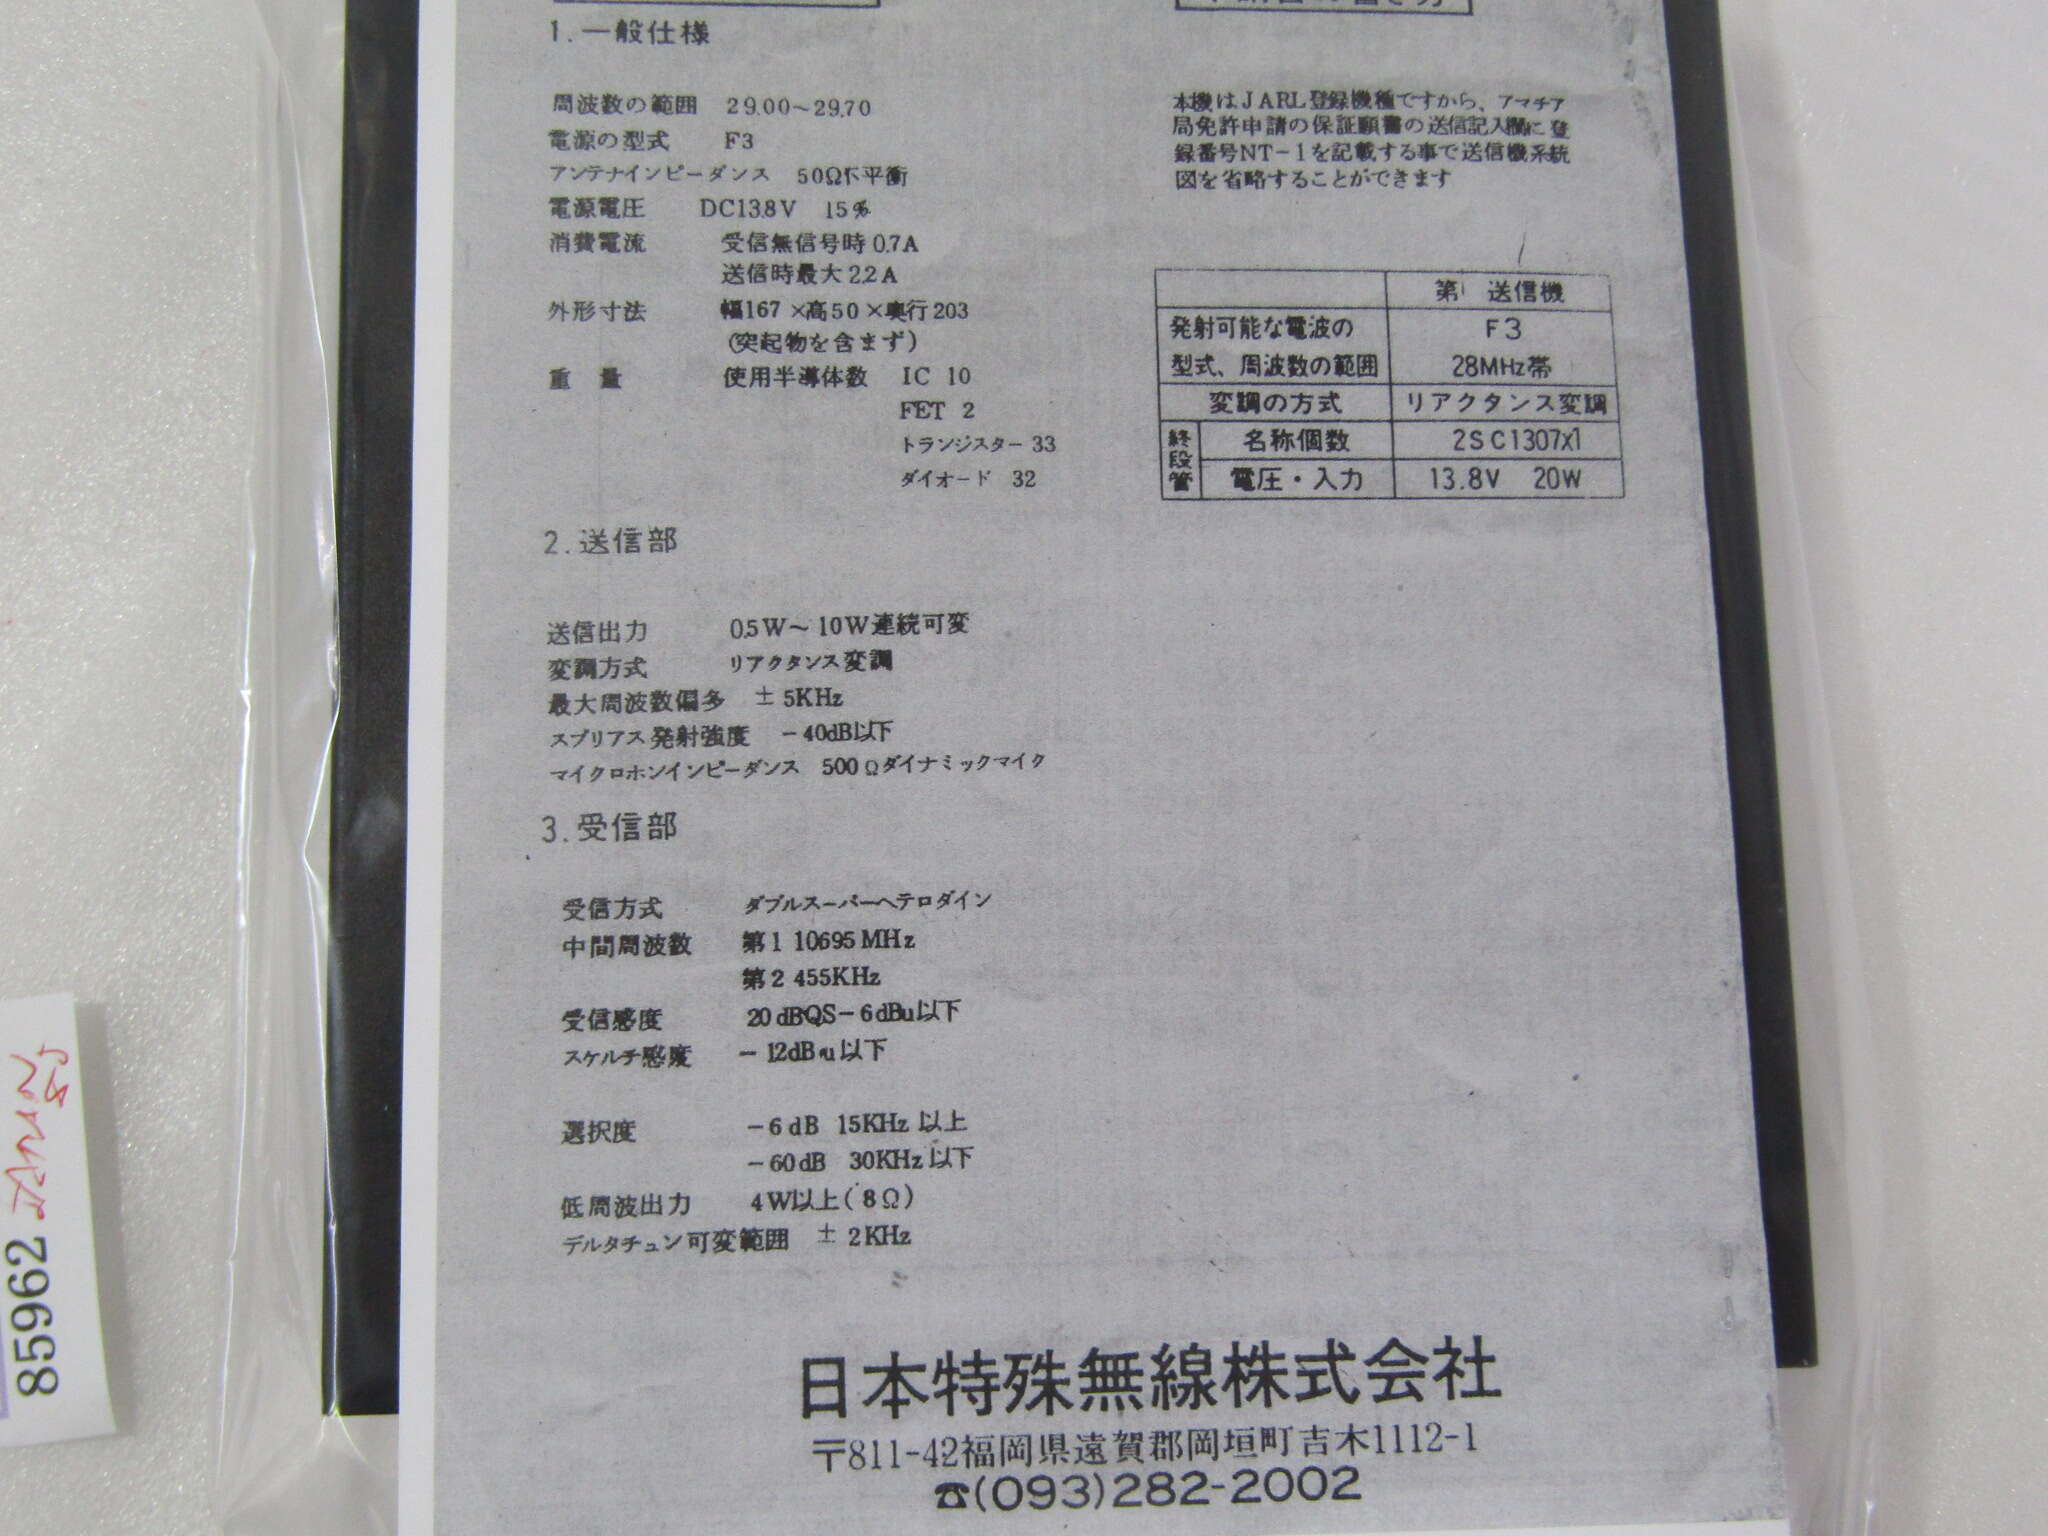 1.一般仕様
周波数の範囲 29.00〜29.70
電源の型式 F3
アンテナインピーダンス 50Ω不平衡
電源電圧 DC13.8V 15%
消費電流 受信無信号時 0.7A
送信時最大 2.2A
外形寸法 幅167×高50×奥行203
(突起物を含まず)
重量 使用半導体数 IC 10
FET 2
トランジスター 33
ダイオード 32
2.送信部
送信出力 0.5W〜10W連続可変
変調方式 リアクタンス変調
最大周波数偏多 ±5KHz
スプリアス発射強度 −40dB以下
マイクロホンインピーダンス 500Ωダイナミックマイク
3.受信部
受信方式 ダブルスーパーヘテロダイン
中間周波数 第1 10695MHz
第2 455KHz
受信感度 20dBQS−6dBu以下
スケルチ感度 −12dBu以下
選択度 −6dB 15KHz以上
−60dB 30KHz以下
低周波出力 4W以上(8Ω)
デルタチュン可変範囲 ±2KHz
本機はJARL登録機種ですから、アマチア
局免許申請の保証願書の送信記入欄に登
録番号NT−1を記載する事で送信機系統
図を省略することができます
第1 送信機
発射可能な電波の F3
型式、周波数の範囲 28MHz帯
変調の方式 リアクタンス変調
終段管 名称個数 2SC1307x1
電圧・入力 13.8V 20W
日本特殊無線株式会社
〒811-42福岡県遠賀郡岡垣町吉木1112-1
☎(093)282-2002
85962